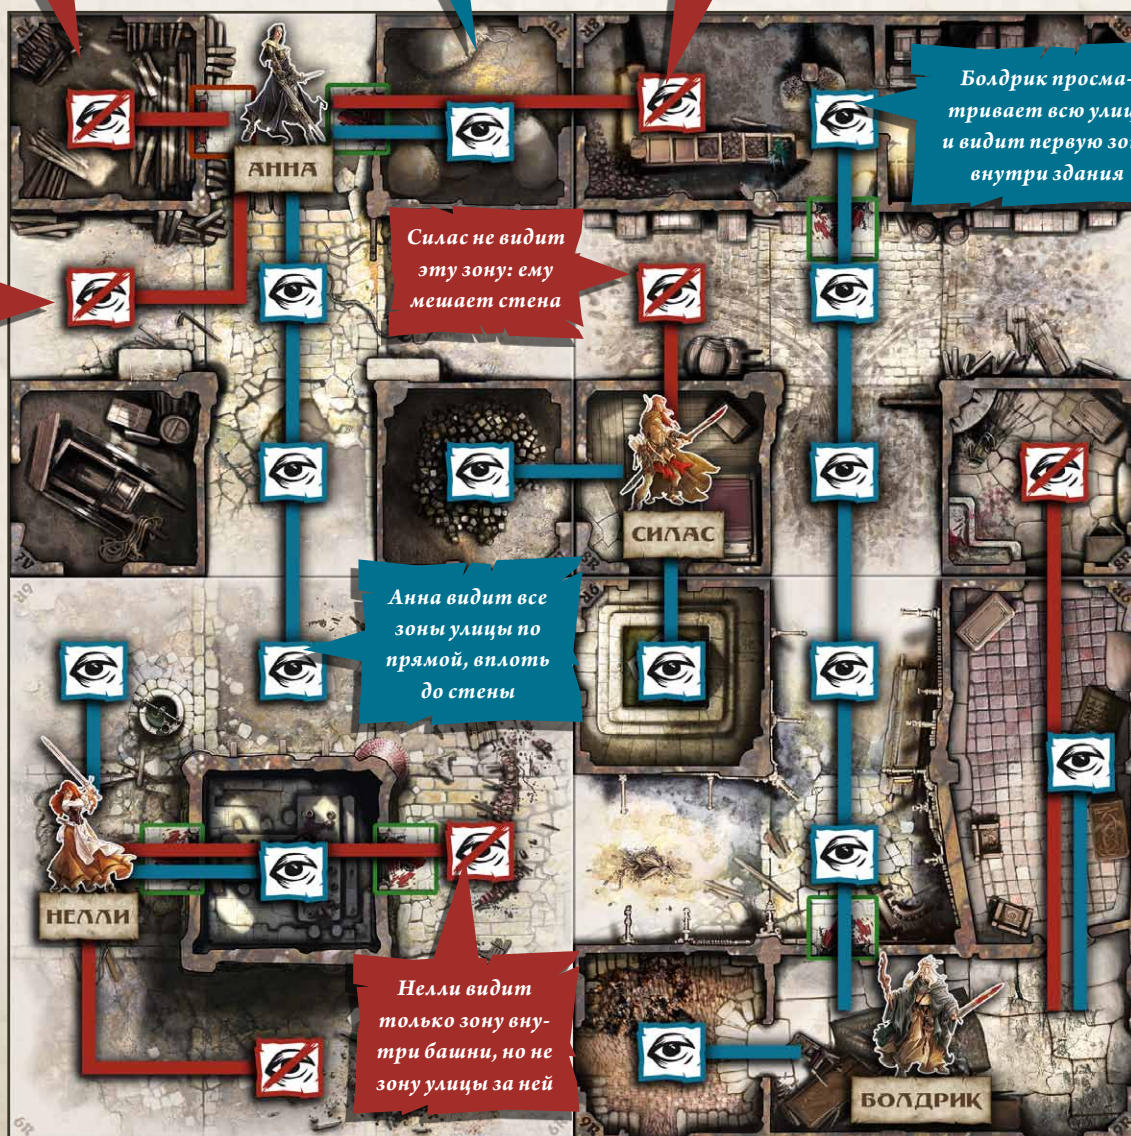 Болдрик просма-
тривает всю улиц
и видит первую зо
внутри здания
АННА
Силас не видит
эту зону: ему
мешает стена
СИЛАС
Анна видит все
зоны улицы по
прямой, вплоть
до стены
НЕЛЛИ
Нелли видит
только зону вну-
три башни, но не
зону улицы за ней
БОЛДРИК